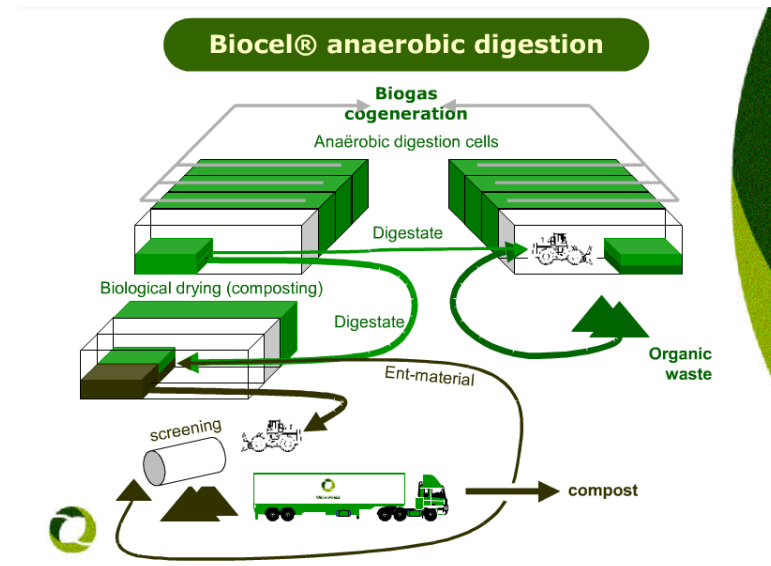 Biocel® anaerobic digestion
Biogas
cogeneration
Anaërobic digestion cells
Digestate
Biological drying (composting)
Digestate
Organic
waste
Ent-material
screening
compost